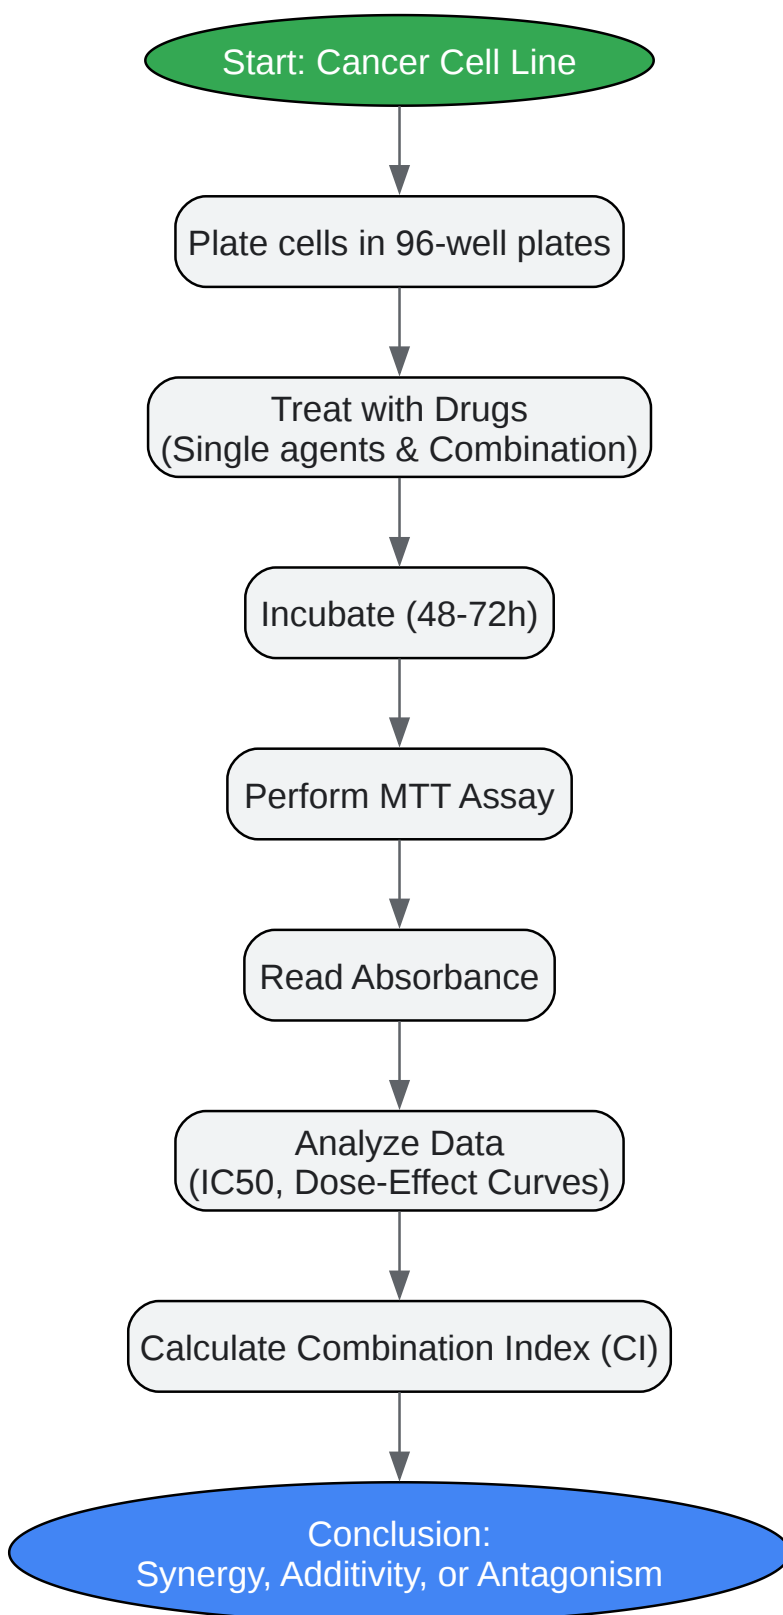 Start: Cancer Cell Line
Plate cells in 96-well plates
Treat with Drugs
(Single agents & Combination)
Incubate (48-72h)
Perform MTT Assay
Read Absorbance
Analyze Data
(IC50, Dose-Effect Curves)
Calculate Combination Index (CI)
Conclusion:
Synergy, Additivity, or Antagonism